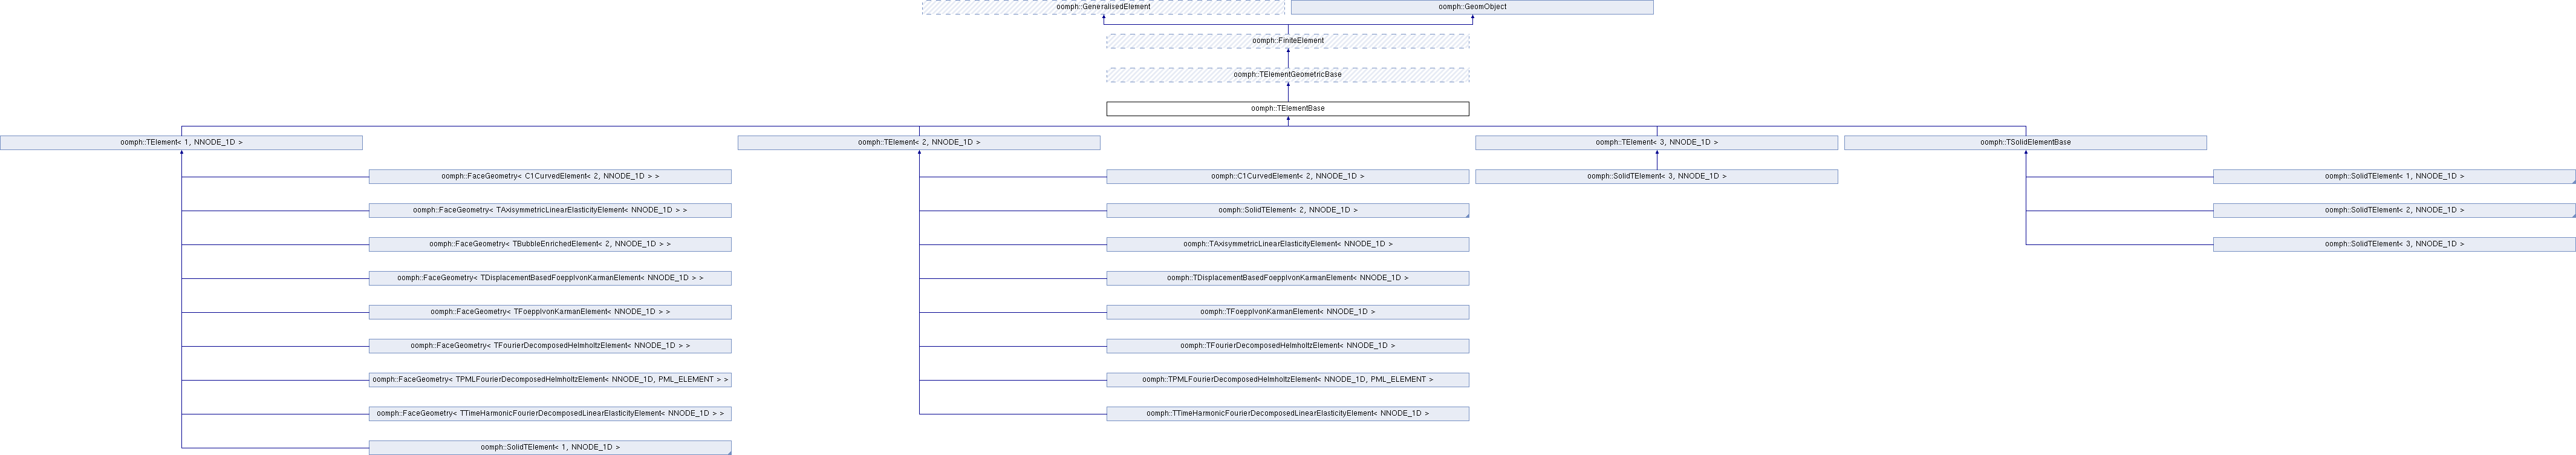 oomph::GeneralisedElement
oomph::GeomObject
oomph::FiniteElement
oomph::TElementGeometricBase
oomph::TElementBase
oomph::TElement< 1, NNODE_1D >
oomph::TElement< 2, NNODE_1D >
oomph::TElement< 3, NNODE_1D >
oomph::TSolidElementBase
oomph::FaceGeometry< C1CurvedElement< 2, NNODE_1D > >
oomph::C1CurvedElement< 2, NNODE_1D >
oomph::SolidTElement< 3, NNODE_1D >
oomph::SolidTElement< 1, NNODE_1D >
oomph::FaceGeometry< TAxisymmetricLinearElasticityElement< NNODE_1D > >
oomph::SolidTElement< 2, NNODE_1D >
oomph::SolidTElement< 2, NNODE_1D >
oomph::FaceGeometry< TBubbleEnrichedElement< 2, NNODE_1D > >
oomph::TAxisymmetricLinearElasticityElement< NNODE_1D >
oomph::SolidTElement< 3, NNODE_1D >
oomph::FaceGeometry< TDisplacementBasedFoepplvonKarmanElement< NNODE_1D > >
oomph::TDisplacementBasedFoepplvonKarmanElement< NNODE_1D >
oomph::FaceGeometry< TFoepplvonKarmanElement< NNODE_1D > >
oomph::TFoepplvonKarmanElement< NNODE_1D >
oomph::FaceGeometry< TFourierDecomposedHelmholtzElement< NNODE_1D > >
oomph::TFourierDecomposedHelmholtzElement< NNODE_1D >
oomph::FaceGeometry< TPMLFourierDecomposedHelmholtzElement< NNODE_1D, PML_ELEMENT > >
oomph::TPMLFourierDecomposedHelmholtzElement< NNODE_1D, PML_ELEMENT >
oomph::FaceGeometry< TTimeHarmonicFourierDecomposedLinearElasticityElement< NNODE_1D > >
oomph::TTimeHarmonicFourierDecomposedLinearElasticityElement< NNODE_1D >
oomph::SolidTElement< 1, NNODE_1D >